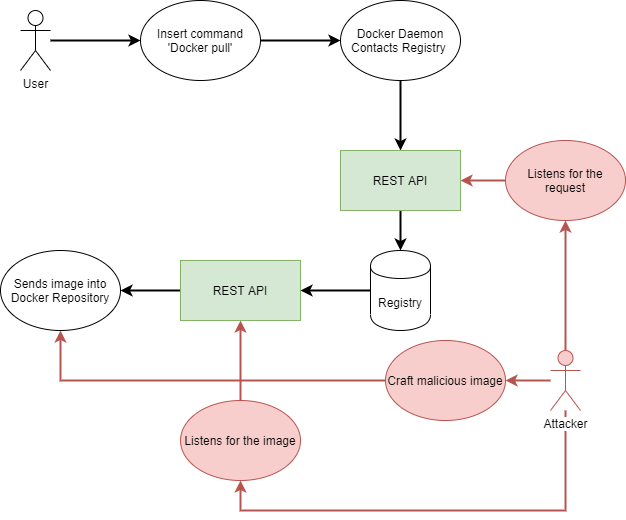 User
Insert command
'Docker pull'
Docker Daemon
Contacts Registry
REST API
Listens for the
request
Sends image into
Docker Repository
REST API
Registry
Craft malicious image
Attacker
Listens for the image